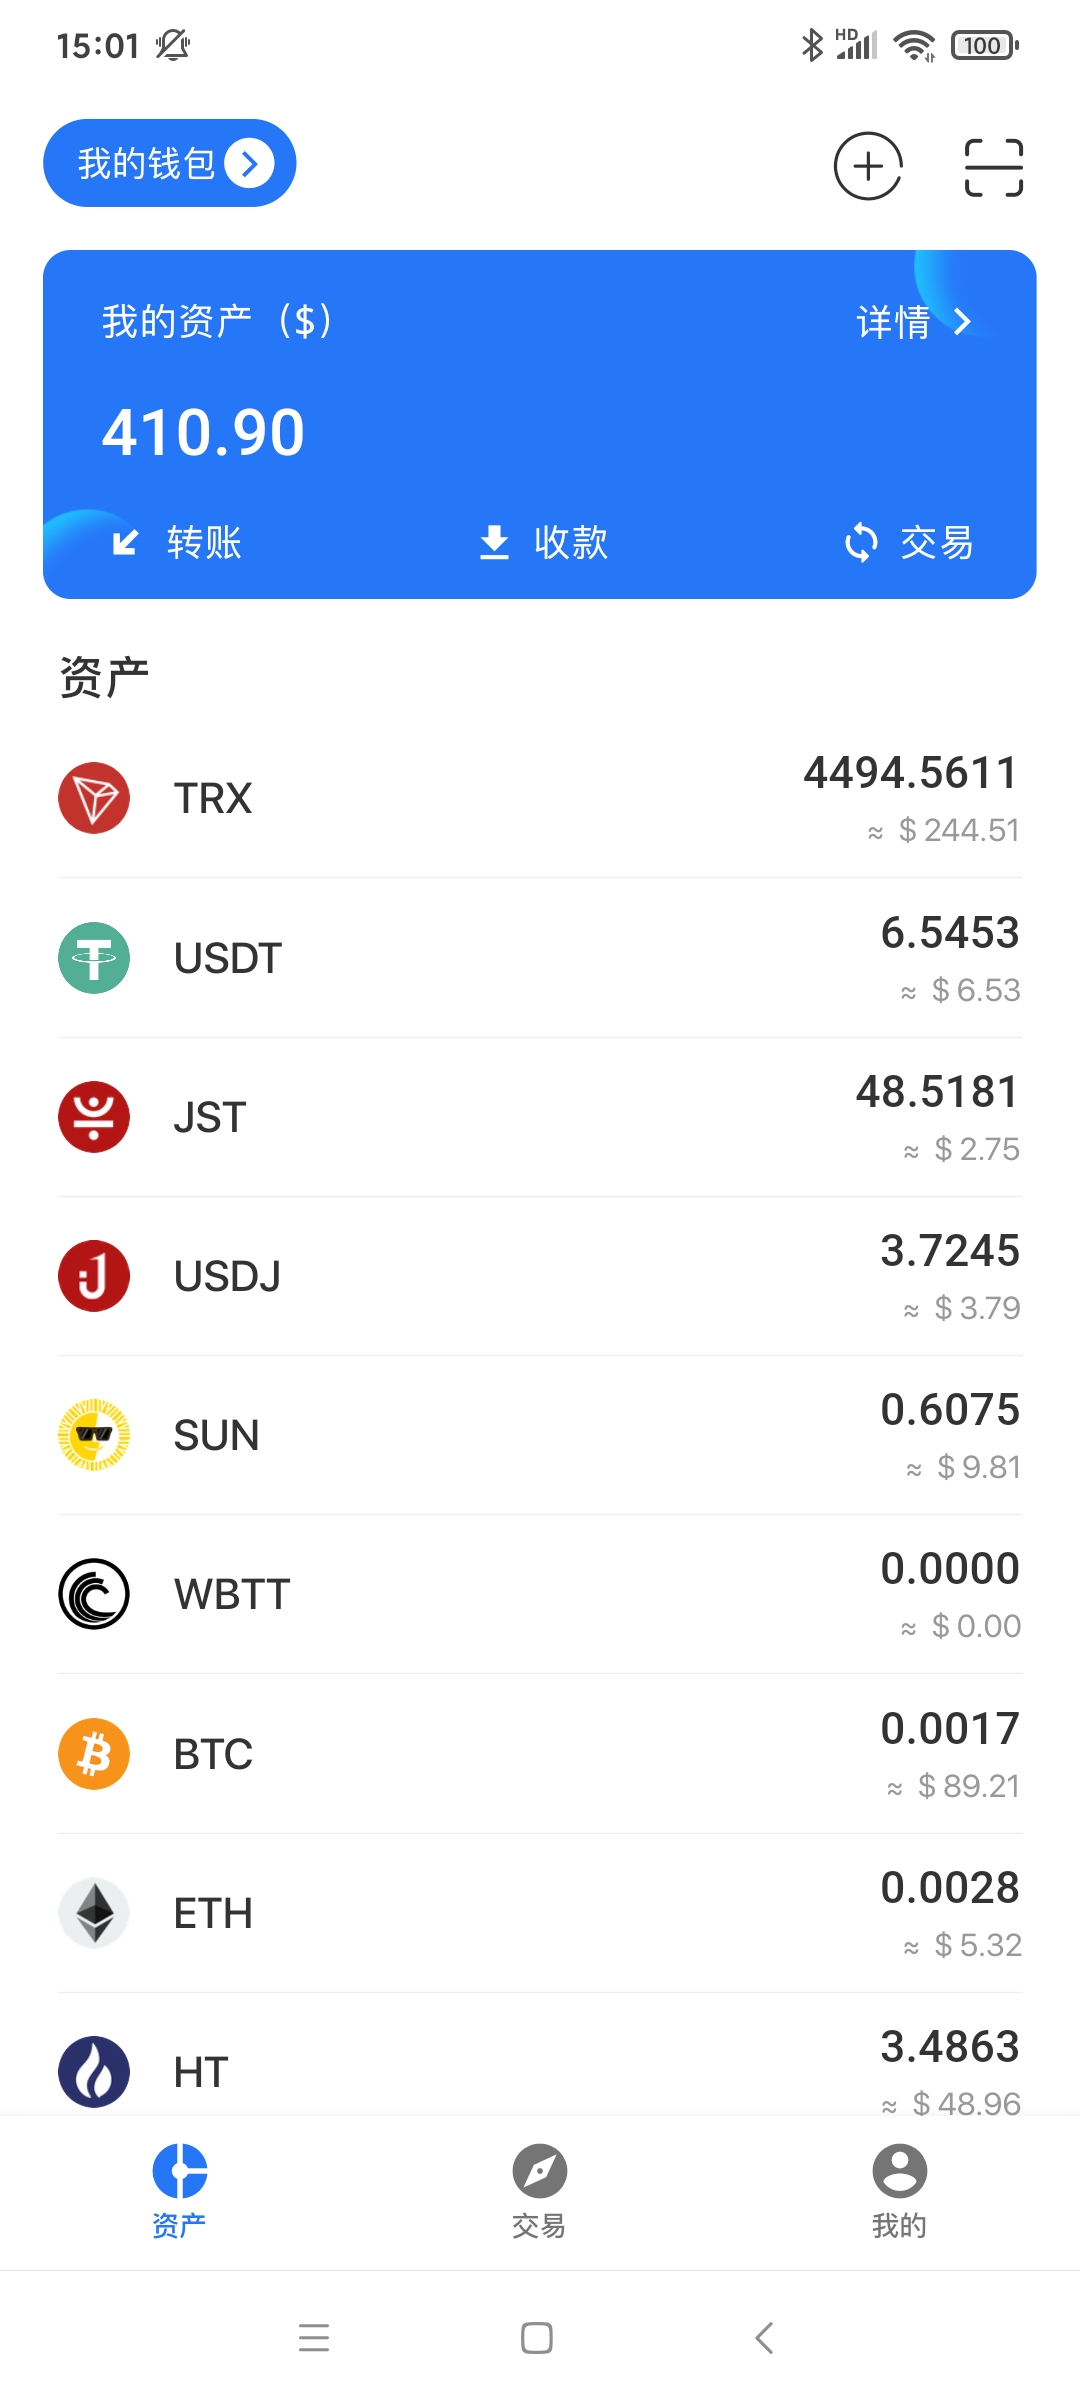 15:01
HD
100
我的钱包
我的资产（$）
详情
410.90
转账
收款
交易
资产
TRX
4494.5611
≈ $ 244.51
USDT
6.5453
≈ $ 6.53
JST
48.5181
≈ $ 2.75
USDJ
3.7245
≈ $ 3.79
SUN
0.6075
≈ $ 9.81
WBTT
0.0000
≈ $ 0.00
BTC
0.0017
≈ $ 89.21
ETH
0.0028
≈ $ 5.32
HT
3.4863
≈ $ 48.96
资产
交易
我的